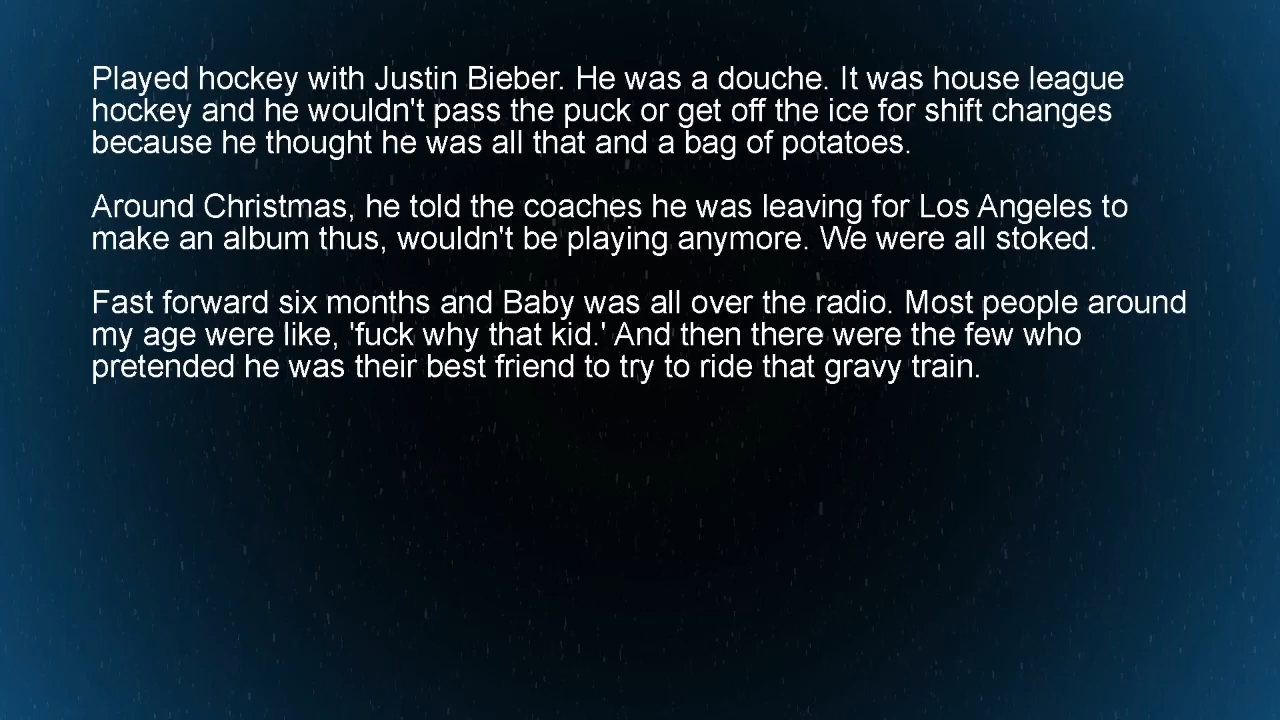 Played hockey with Justin Bieber. He was a douche. It was house league
hockey and he wouldn't pass the puck or get off the ice for shift changes
because he thought he was all that and a bag of potatoes.
Around Christmas, he told the coaches he was leaving for Los Angeles to
make an album thus, wouldn't be playing anymore. We were all stoked.
Fast forward six months and Baby was all over the radio. Most people around
my age were like, 'fuck why that kid.' And then there were the few who
pretended he was their best friend to try to ride that gravy train.